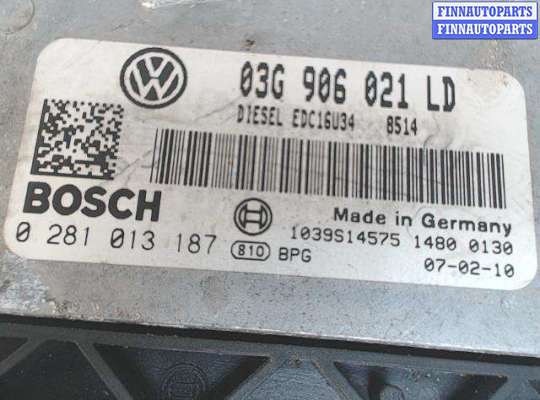 FINNAUTOPARTS
FINNAUTOPARTS
VW
03G 906 021 LD
DIESEL EDC16U34 8514
BOSCH
Made in Germany
0 281 013 187
810 BPG
1039S14575 1480 0130
07-02-10